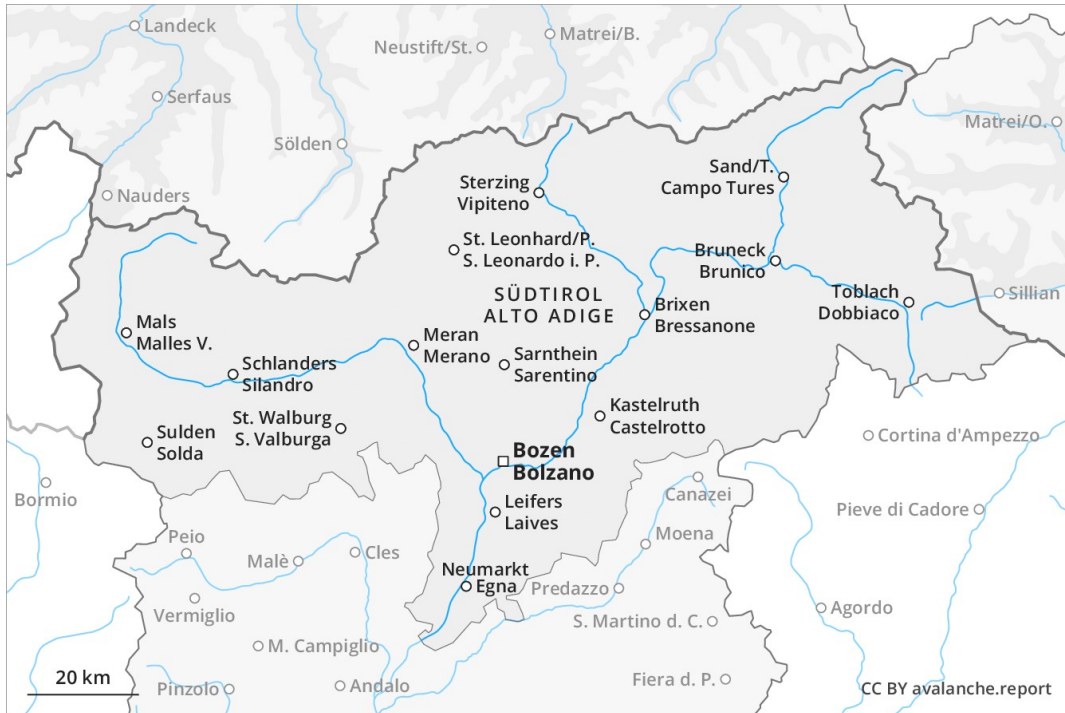 Landeck
Neustift/St.
Matrei/B.
Serfaus
Matrei/O.
Sölden
Nauders
Sterzing
Vipiteno
Sand/T.
Campo Tures
St. Leonhard/P.
S. Leonardo i. P.
Bruneck
Brunico
SÜDTIROL
ALTO ADIGE
Brixen
Bressanone
Toblach
Dobbiaco
Sillian
Mals
Malles V.
Meran
Merano
Sarnthein
Sarentino
Schlanders
Silandro
St. Walburg
S. Valburga
Kastelruth
Castelrotto
Sulden
Solda
Cortina d'Ampezzo
Bozen
Bolzano
Bormio
Canazei
Leifers
Laives
Pieve di Cadore
Moena
Peio
Malè
Cles
Neumarkt
Egna
Predazzo
Vermiglio
Agordo
S. Martino d. C.
M. Campiglio
20 km
Pinzolo
Andalo
Fiera d. P.
CC BY avalanche.report